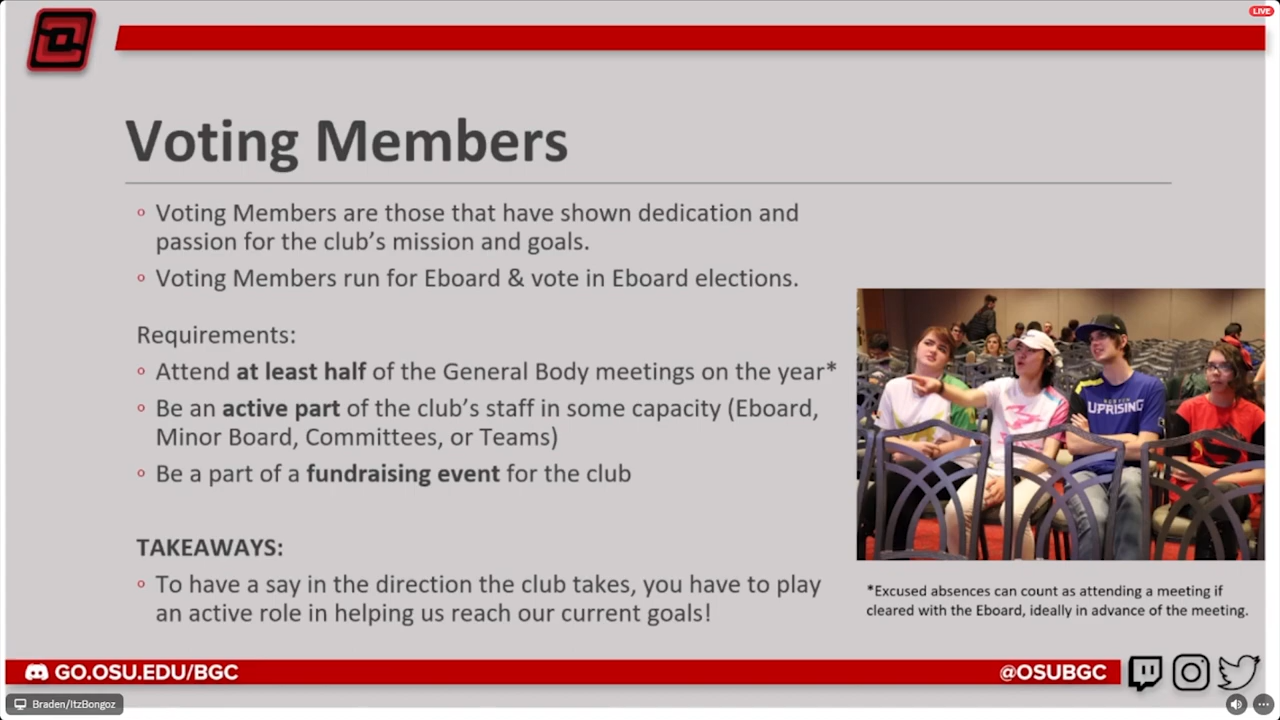 LIVE
Voting Members
Voting Members are those that have shown dedication and
passion for the club's mission and goals.
Voting Members run for Eboard & vote in Eboard elections.
Requirements:
Attend at least half of the General Body meetings on the year*
Be an active part of the club's staff in some capacity (Eboard,
Minor Board, Committees, or Teams)
Be a part of a fundraising event for the club
TAKEAWAYS:
To have a say in the direction the club takes, you have to play
an active role in helping us reach our current goals!
UPRISING
*Excused absences can count as attending a meeting if
cleared with the Eboard, ideally in advance of the meeting.
GO.OSU.EDU/BGC
@OSUBGC
Braden/ItzBongoz